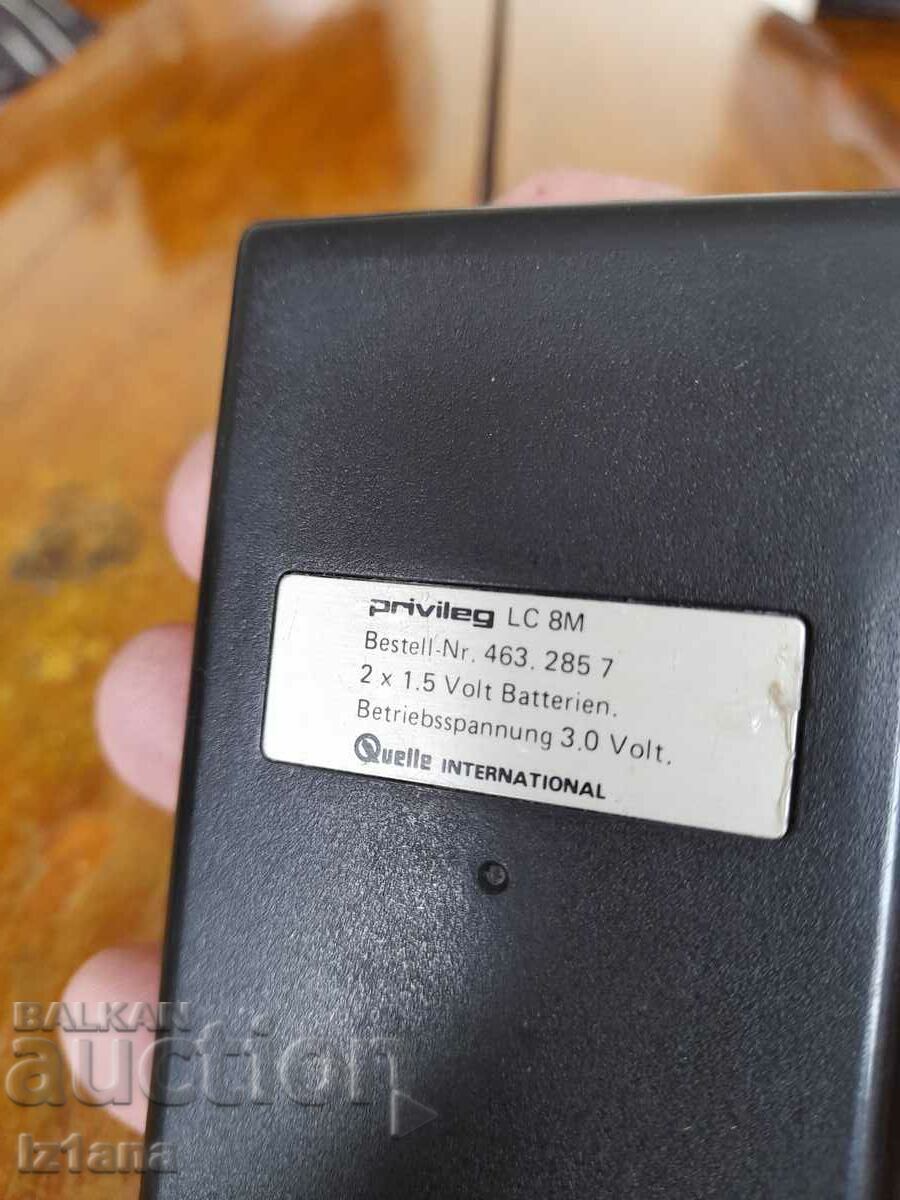 privileg LC 8M
Bestell-Nr. 463. 285 7
2 x 1.5 Volt Batterien.
Betriebsspannung 3.0 Volt.
Quelle INTERNATIONAL
BALKAN
auction
Iz1ana